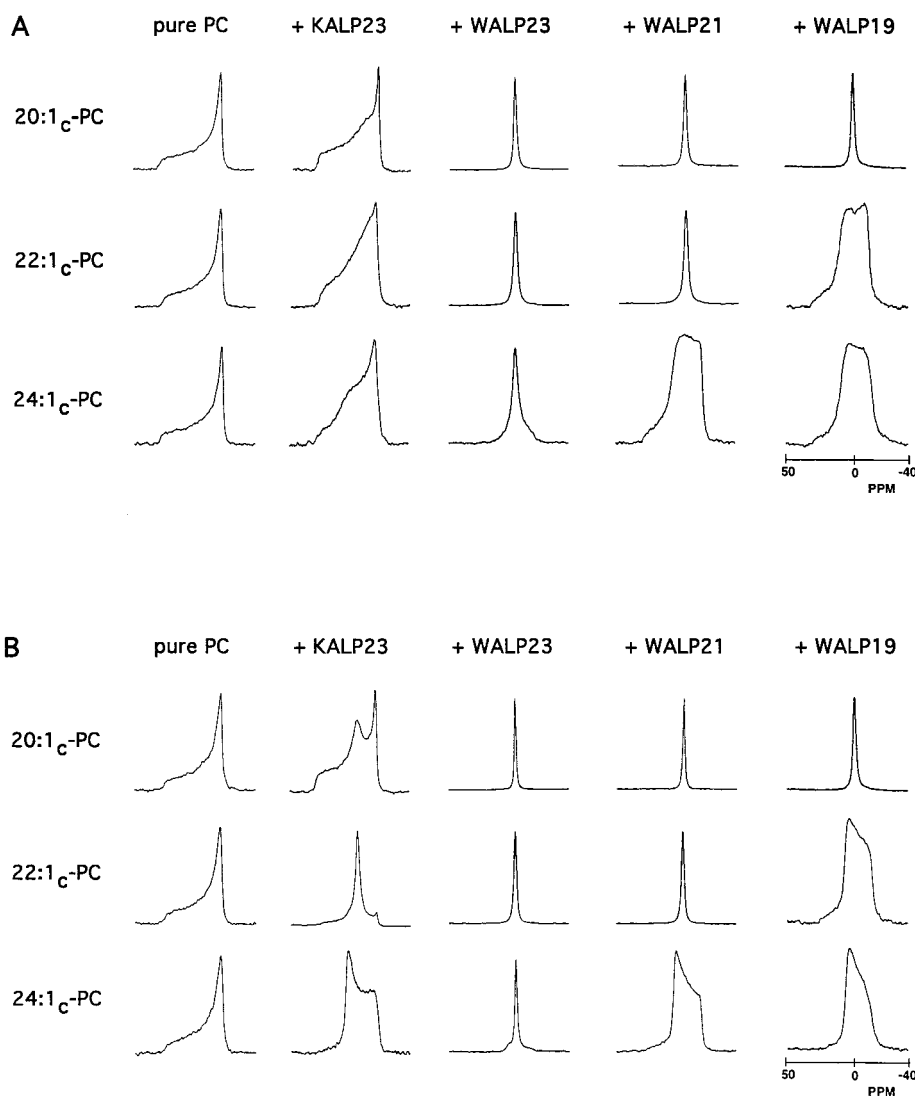 A pure PC + KALP23 + WALP23 + WALP21 + WALP19
20:1c-PC
22:1c-PC
24:1c-PC
50 0 -40
PPM
B pure PC + KALP23 + WALP23 + WALP21 + WALP19
20:1c-PC
22:1c-PC
24:1c-PC
50 0 -40
PPM